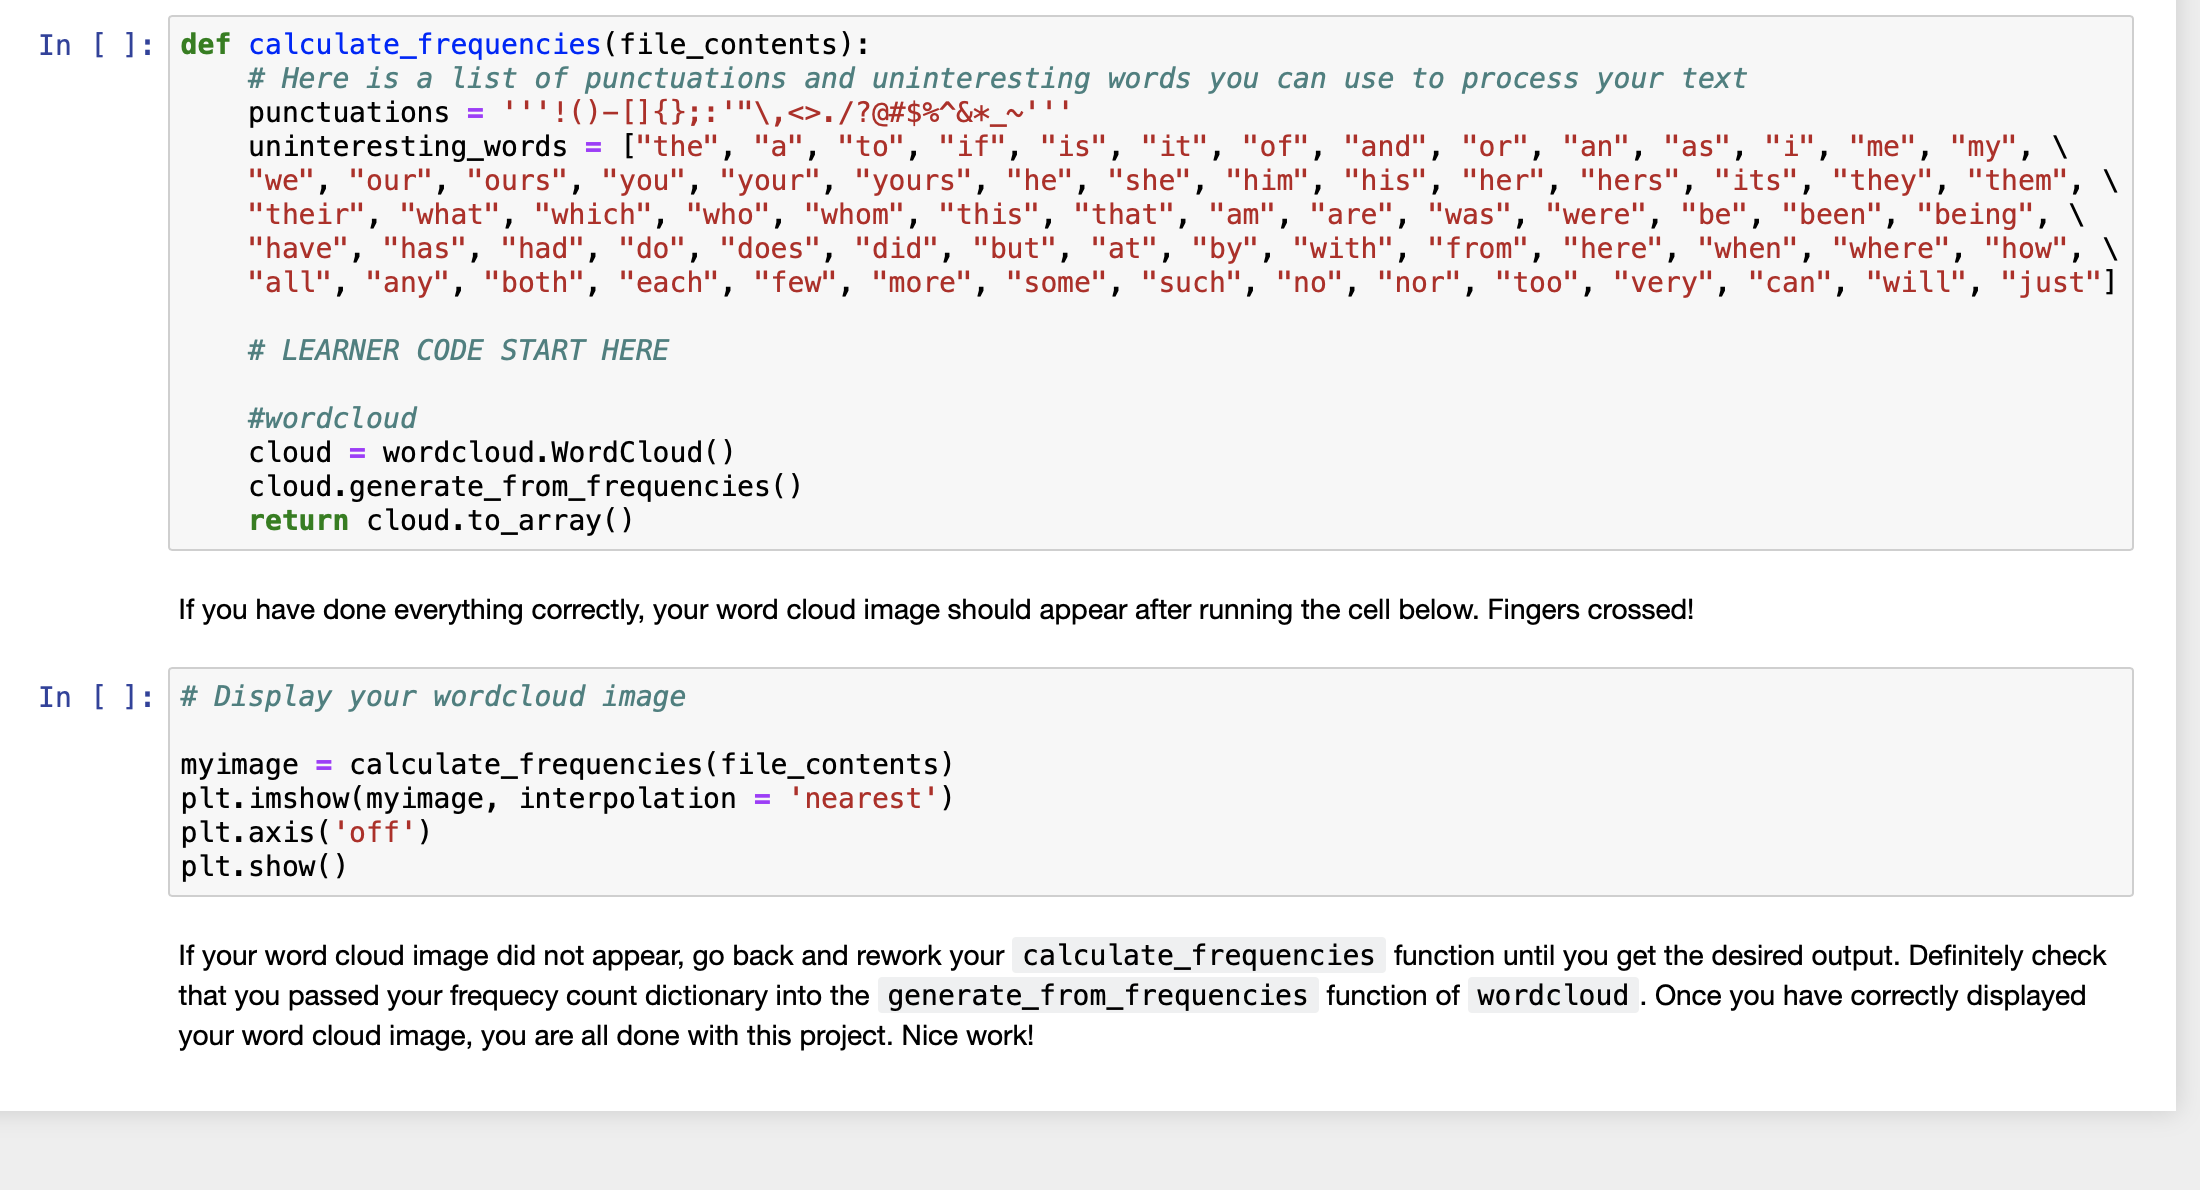 In [ ]: def calculate_frequencies(file_contents):
# Here is a list of punctuations and uninteresting words you can use to process your text
punctuations = '''!()-[]{};:'"\,<>./?@#$%^&*_~'''
uninteresting_words = ["the", "a", "to", "if", "is", "it", "of", "and", "or", "an", "as", "i", "me", "my", \
"we", "our", "ours", "you", "your", "yours", "he", "she", "him", "his", "her", "hers", "its", "they", "them", \
"their", "what", "which", "who", "whom", "this", "that", "am", "are", "was", "were", "be", "been", "being", \
"have", "has", "had", "do", "does", "did", "but", "at", "by", "with", "from", "here", "when", "where", "how", \
"all", "any", "both", "each", "few", "more", "some", "such", "no", "nor", "too", "very", "can", "will", "just"]
# LEARNER CODE START HERE
#wordcloud
cloud = wordcloud.WordCloud()
cloud.generate_from_frequencies()
return cloud.to_array()
If you have done everything correctly, your word cloud image should appear after running the cell below. Fingers crossed!
In [ ]: # Display your wordcloud image
myimage = calculate_frequencies(file_contents)
plt.imshow(myimage, interpolation = 'nearest')
plt.axis('off')
plt.show()
If your word cloud image did not appear, go back and rework your calculate_frequencies function until you get the desired output. Definitely check
that you passed your frequecy count dictionary into the generate_from_frequencies function of wordcloud . Once you have correctly displayed
your word cloud image, you are all done with this project. Nice work!